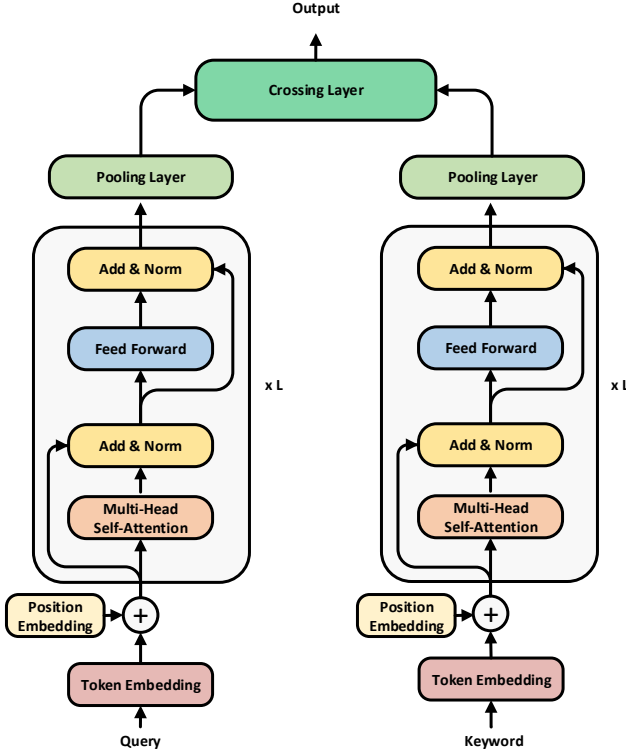 Output
Crossing Layer
Pooling Layer
Pooling Layer
Add & Norm
Add & Norm
Feed Forward
Feed Forward
x L
x L
Add & Norm
Add & Norm
Multi-Head
Self-Attention
Multi-Head
Self-Attention
Position
Embedding
+
Position
Embedding
+
Token Embedding
Token Embedding
Query
Keyword